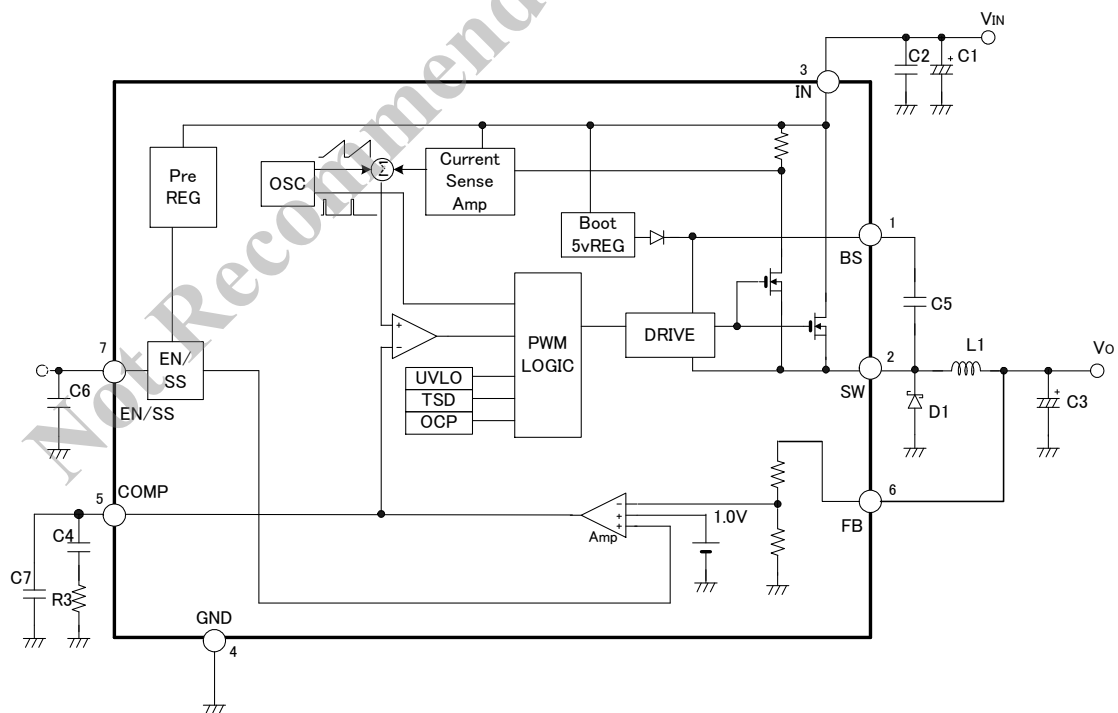 VIN
C2
C1
3
IN
Pre
REG
OSC
Σ
Current
Sense
Amp
Boot
5vREG
1
BS
C5
PWM
LOGIC
DRIVE
+
−
2
SW
L1
VO
D1
C3
7
EN/
SS
C6
EN/SS
UVLO
TSD
OCP
5
COMP
C4
C7
R3
−
+
+
Amp
1.0V
6
FB
GND
4
Not Recommend